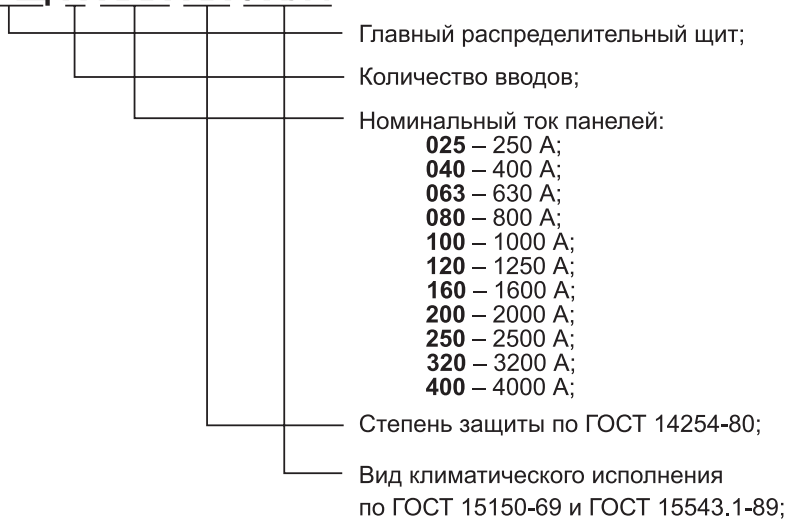 Главный распределительный щит;
Количество вводов;
Номинальный ток панелей:
025 – 250 А;
040 – 400 А;
063 – 630 А;
080 – 800 А;
100 – 1000 А;
120 – 1250 А;
160 – 1600 А;
200 – 2000 А;
250 – 2500 А;
320 – 3200 А;
400 – 4000 А;
Степень защиты по ГОСТ 14254-80;
Вид климатического исполнения
по ГОСТ 15150-69 и ГОСТ 15543.1-89;